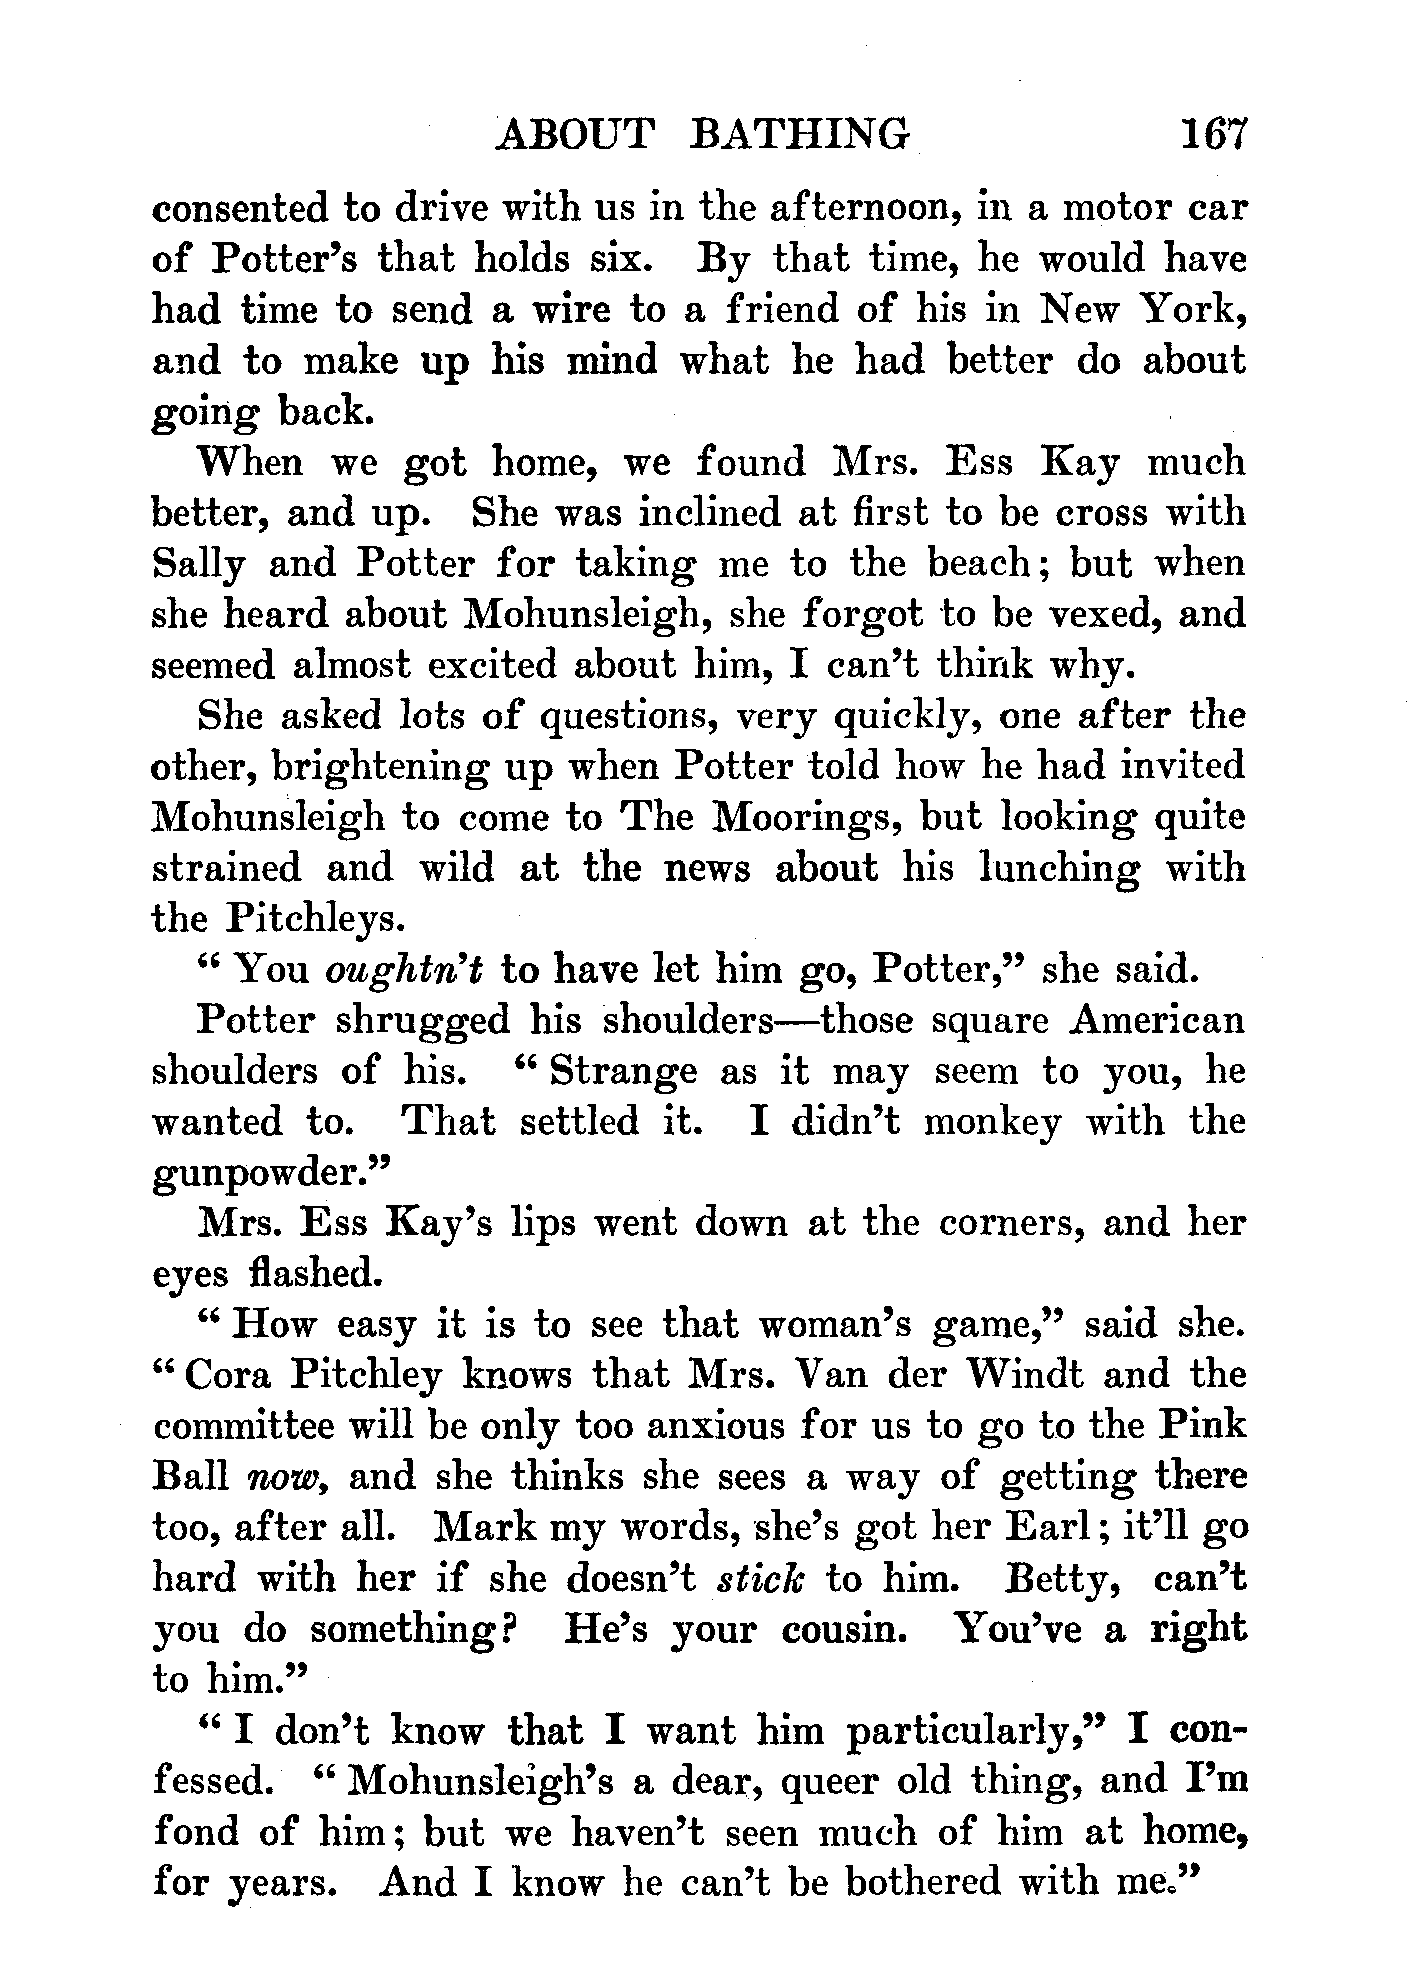 ABOUT BATHING 167
consented to drive with us in the afternoon, in a motor car
of Potter's that holds six. By that time, he would have
had time to send a wire to a friend of his in New York,
and to make up his mind what he had better do about
going back.
When we got home, we found Mrs. Ess Kay much
better, and up. She was inclined at first to be cross with
Sally and Potter for taking me to the beach; but when
she heard about Mohunsleigh, she forgot to be vexed, and
seemed almost excited about him, I can't think why.
She asked lots of questions, very quickly, one after the
other, brightening up when Potter told how he had invited
Mohunsleigh to come to The Moorings, but looking quite
strained and wild at the news about his lunching with
the Pitchleys.
"You oughtn't to have let him go, Potter," she said.
Potter shrugged his shoulders—those square American
shoulders of his. "Strange as it may seem to you, he
wanted to. That settled it. I didn't monkey with the
gunpowder."
Mrs. Ess Kay's lips went down at the corners, and her
eyes flashed.
"How easy it is to see that woman's game," said she.
"Cora Pitchley knows that Mrs. Van der Windt and the
committee will be only too anxious for us to go to the Pink
Ball now, and she thinks she sees a way of getting there
too, after all. Mark my words, she's got her Earl; it'll go
hard with her if she doesn't stick to him. Betty, can't
you do something? He's your cousin. You've a right
to him."
"I don't know that I want him particularly," I con-
fessed. "Mohunsleigh's a dear, queer old thing, and I'm
fond of him; but we haven't seen much of him at home,
for years. And I know he can't be bothered with me."